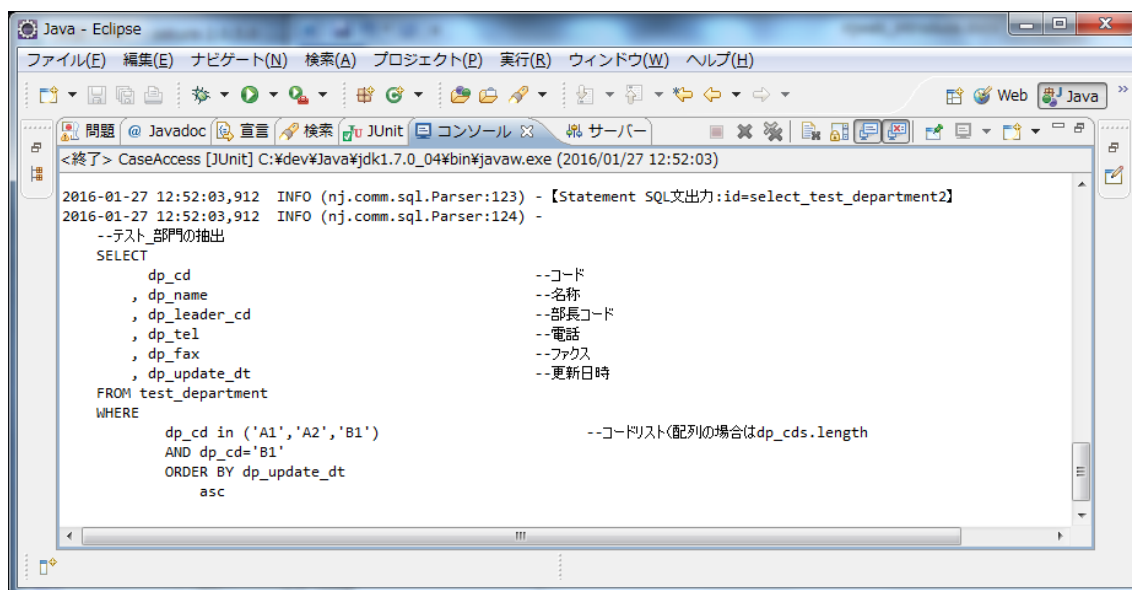 Java - Eclipse
ファイル(F) 編集(E) ナビゲート(N) 検索(A) プロジェクト(P) 実行(R) ウィンドウ(W) ヘルプ(H)
Web Java »
問題 @ Javadoc 宣言 検索 JUnit コンソール サーバー
<終了> CaseAccess [JUnit] C:¥dev¥Java¥jdk1.7.0_04¥bin¥javaw.exe (2016/01/27 12:52:03)
2016-01-27 12:52:03,912 INFO (nj.comm.sql.Parser:123) -【Statement SQL文出力:id=select_test_department2】
2016-01-27 12:52:03,912 INFO (nj.comm.sql.Parser:124) -
--テスト_部門の抽出
SELECT
dp_cd --コード
, dp_name --名称
, dp_leader_cd --部長コード
, dp_tel --電話
, dp_fax --ファクス
, dp_update_dt --更新日時
FROM test_department
WHERE
dp_cd in ('A1','A2','B1') --コードリスト(配列の場合はdp_cds.length
AND dp_cd='B1'
ORDER BY dp_update_dt
asc